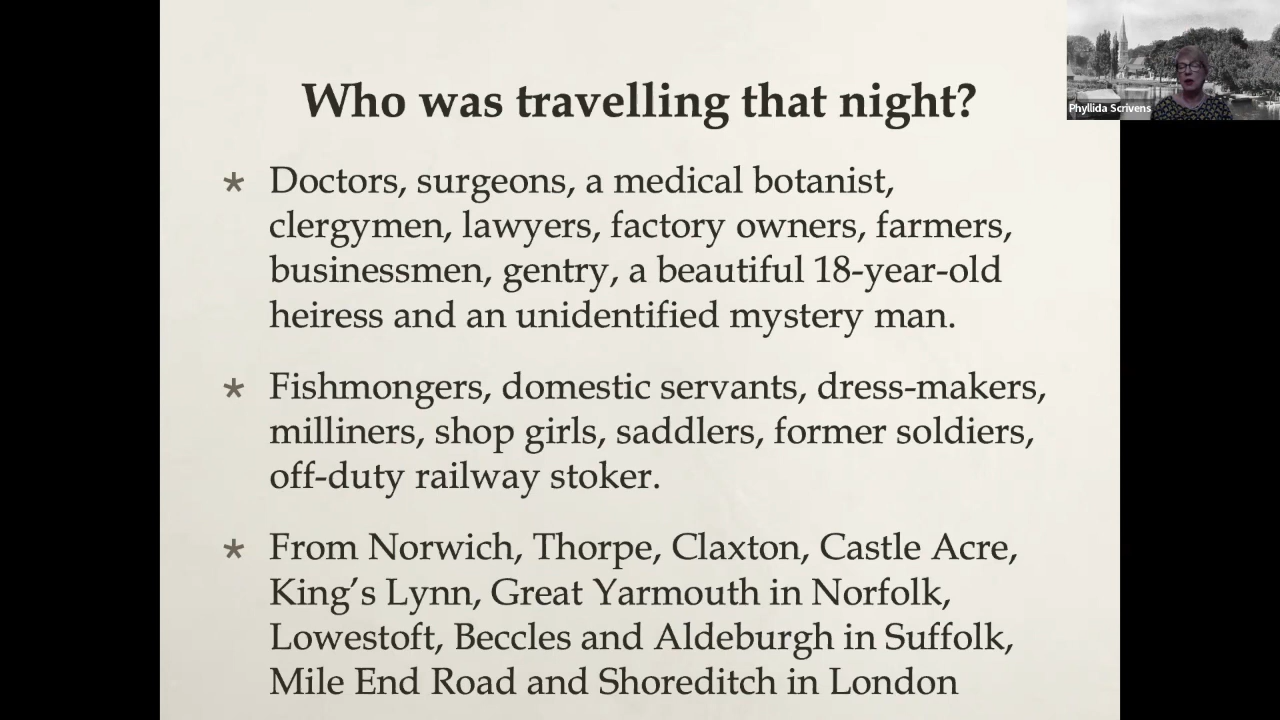 Who was travelling that night?
* Doctors, surgeons, a medical botanist,
clergymen, lawyers, factory owners, farmers,
businessmen, gentry, a beautiful 18-year-old
heiress and an unidentified mystery man.
* Fishmongers, domestic servants, dress-makers,
milliners, shop girls, saddlers, former soldiers,
off-duty railway stoker.
* From Norwich, Thorpe, Claxton, Castle Acre,
King’s Lynn, Great Yarmouth in Norfolk,
Lowestoft, Beccles and Aldeburgh in Suffolk,
Mile End Road and Shoreditch in London
Phyllida Scrivens